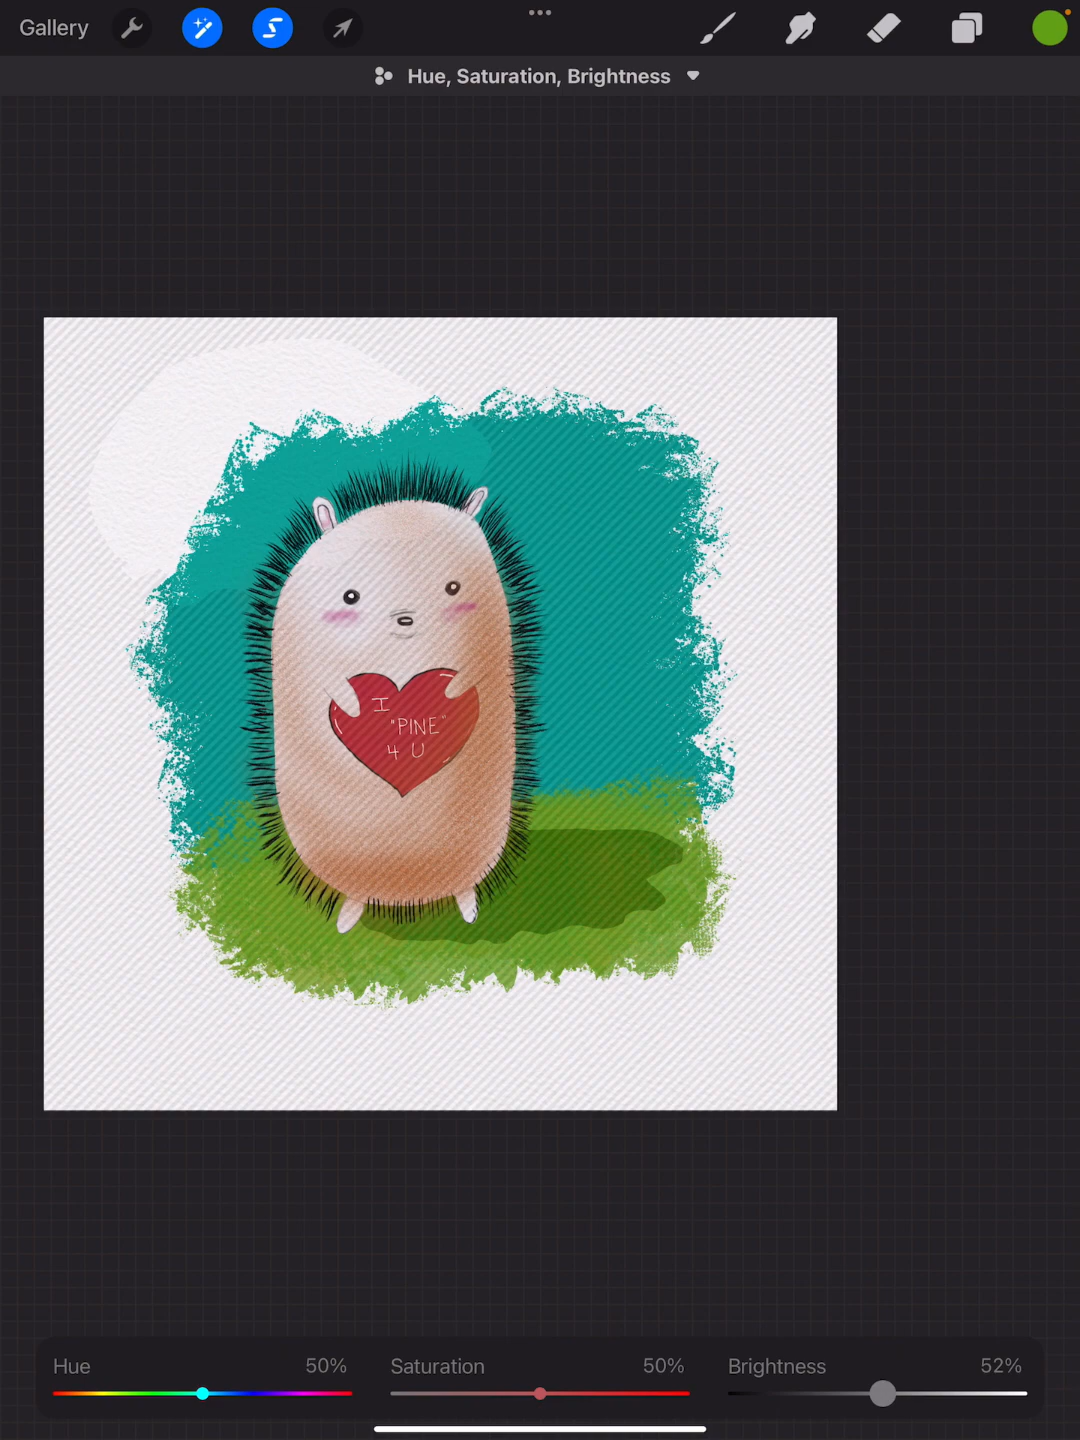 Gallery
Hue, Saturation, Brightness
I
"PINE"
4 U
Hue 50% Saturation 50% Brightness 52%